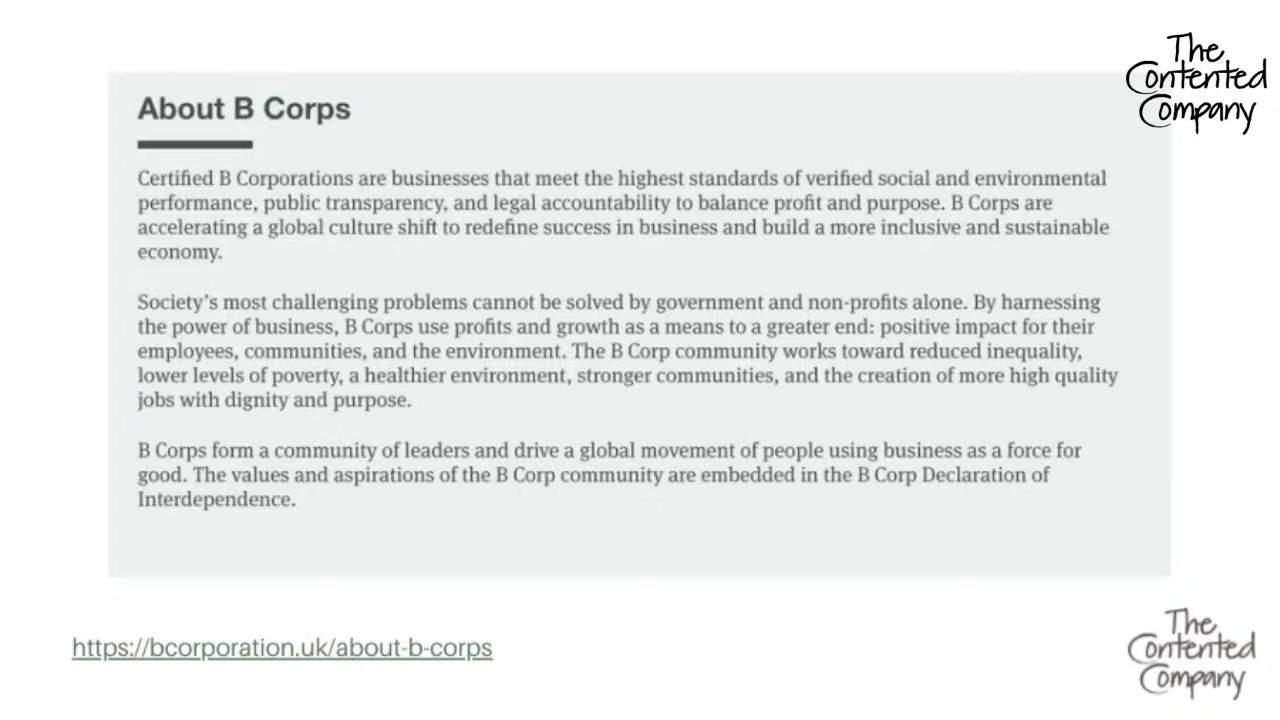 The
Contented
Company
About B Corps
Certified B Corporations are businesses that meet the highest standards of verified social and environmental
performance, public transparency, and legal accountability to balance profit and purpose. B Corps are
accelerating a global culture shift to redefine success in business and build a more inclusive and sustainable
economy.
Society's most challenging problems cannot be solved by government and non-profits alone. By harnessing
the power of business, B Corps use profits and growth as a means to a greater end: positive impact for their
employees, communities, and the environment. The B Corp community works toward reduced inequality,
lower levels of poverty, a healthier environment, stronger communities, and the creation of more high quality
jobs with dignity and purpose.
B Corps form a community of leaders and drive a global movement of people using business as a force for
good. The values and aspirations of the B Corp community are embedded in the B Corp Declaration of
Interdependence.
https://bcorporation.uk/about-b-corps
The
Contented
Company